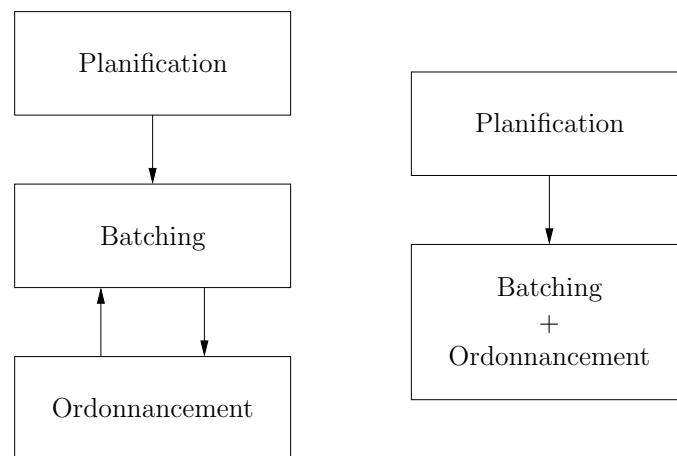 Planification
Batching
Ordonnancement
Planification
Batching
+
Ordonnancement